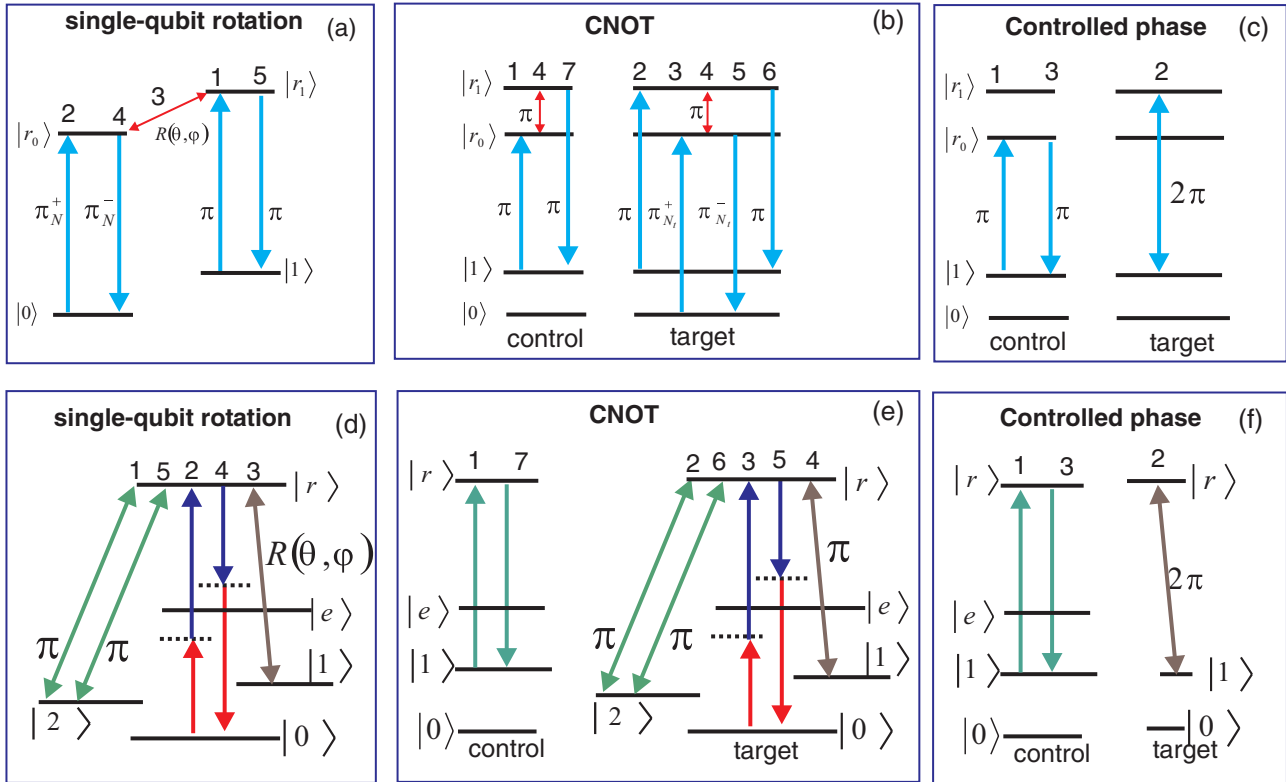 single-qubit rotation (a)
1 5
|r₁⟩
3
2 4
|r₀⟩
R(θ,φ)
π_N^+ π_N^- π π
|1⟩
|0⟩
CNOT (b)
1 4 7 2 3 4 5 6
|r₁⟩
π π
|r₀⟩
π π π π_{N_t}^+ π_{N_t}^- π
|1⟩
|0⟩
control target
Controlled phase (c)
1 3 2
|r₁⟩
|r₀⟩
π π 2π
|1⟩
|0⟩
control target
single-qubit rotation (d)
1 5 2 4 3
|r⟩
R(θ,φ)
|e⟩
π π
|1⟩
|2⟩
|0⟩
CNOT (e)
1 7 2 6 3 5 4
|r⟩ |r⟩
π
|e⟩ |e⟩
π π
|1⟩ |1⟩
|2⟩
|0⟩ |0⟩
control target
Controlled phase (f)
1 3 2
|r⟩ |r⟩
2π
|e⟩
|1⟩ |1⟩
|0⟩ |0⟩
control target